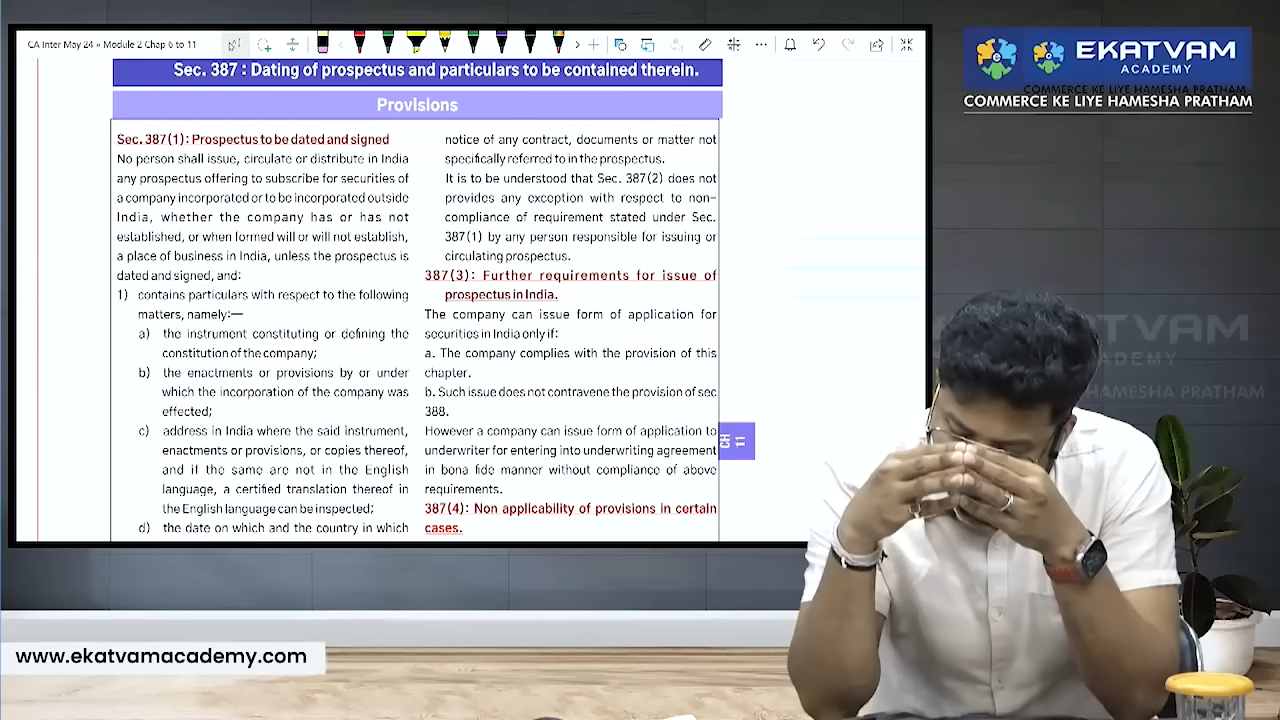 CA Inter May 24 » Module 2 Chap 6 to 11
Sec. 387 : Dating of prospectus and particulars to be contained therein.
Provisions
Sec. 387(1): Prospectus to be dated and signed
No person shall issue, circulate or distribute in India
any prospectus offering to subscribe for securities of
a company incorporated or to be incorporated outside
India, whether the company has or has not
established, or when formed will or will not establish,
a place of business in India, unless the prospectus is
dated and signed, and:
1) contains particulars with respect to the following
matters, namely:—
a) the instrument constituting or defining the
constitution of the company;
b) the enactments or provisions by or under
which the incorporation of the company was
effected;
c) address in India where the said instrument,
enactments or provisions, or copies thereof,
and if the same are not in the English
language, a certified translation thereof in
the English language can be inspected;
d) the date on which and the country in which
notice of any contract, documents or matter not
specifically referred to in the prospectus.
It is to be understood that Sec. 387(2) does not
provides any exception with respect to non-
compliance of requirement stated under Sec.
387(1) by any person responsible for issuing or
circulating prospectus.
387(3): Further requirements for issue of
prospectus in India.
The company can issue form of application for
securities in India only if:
a. The company complies with the provision of this
chapter.
b. Such issue does not contravene the provision of sec
388.
However a company can issue form of application to
underwriter for entering into underwriting agreement
in bona fide manner without compliance of above
requirements.
387(4): Non applicability of provisions in certain
cases.
CH
11
EKATVAM
ACADEMY
COMMERCE KE LIYE HAMESHA PRATHAM
COMMERCE KE LIYE HAMESHA PRATHAM
ATVAM
ADEMY
HAMESHA PRATHAM
www.ekatvamacademy.com